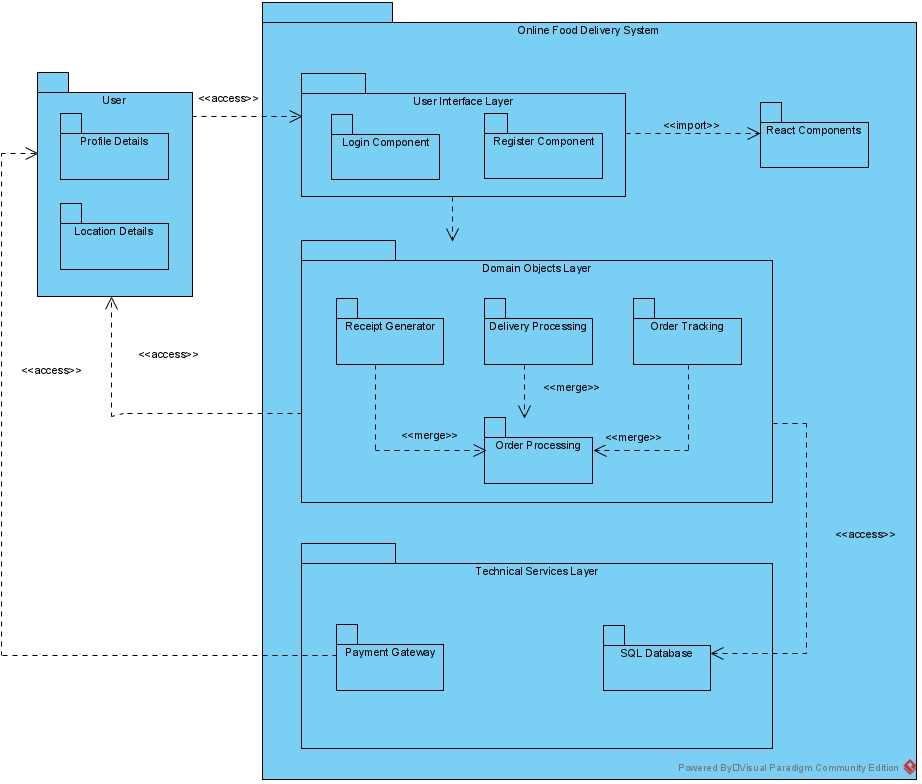 Online Food Delivery System
User
<<access>>
User Interface Layer
Profile Details
Login Component
Register Component
<<import>>
React Components
Location Details
Domain Objects Layer
Receipt Generator
Delivery Processing
Order Tracking
<<access>>
<<access>>
<<merge>>
<<merge>>
<<merge>>
Order Processing
<<access>>
Technical Services Layer
Payment Gateway
SQL Database
Powered By□Visual Paradigm Community Edition